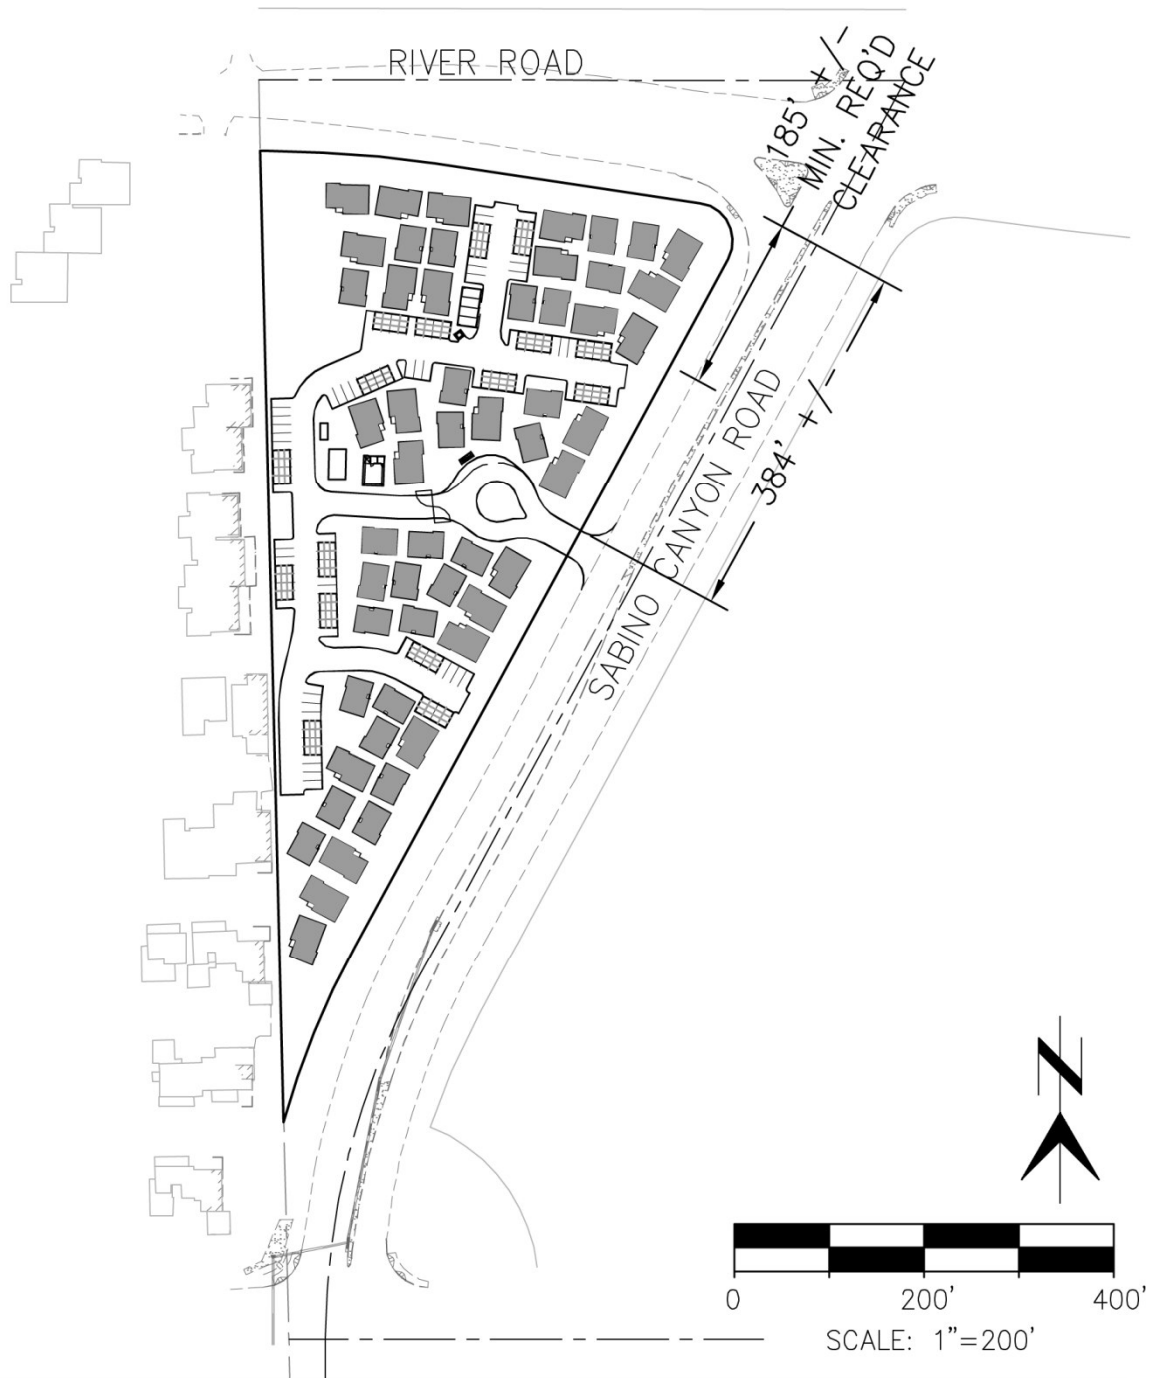 RIVER ROAD
185' +/-
MIN. REQ'D
CLEARANCE
SABINO CANYON ROAD
384' +/-
N
0 200' 400'
SCALE: 1"=200'